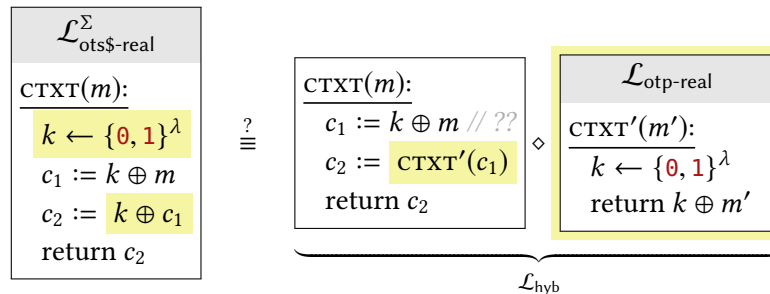 ℒ^Σ_ots$-real
CTXT(m):
k ← {0, 1}^λ
c₁ := k ⊕ m
c₂ := k ⊕ c₁
return c₂
?
≡
CTXT(m):
c₁ := k ⊕ m // ??
c₂ := CTXT′(c₁)
return c₂
⋄
ℒ_otp-real
CTXT′(m′):
k ← {0, 1}^λ
return k ⊕ m′
ℒ_hyb